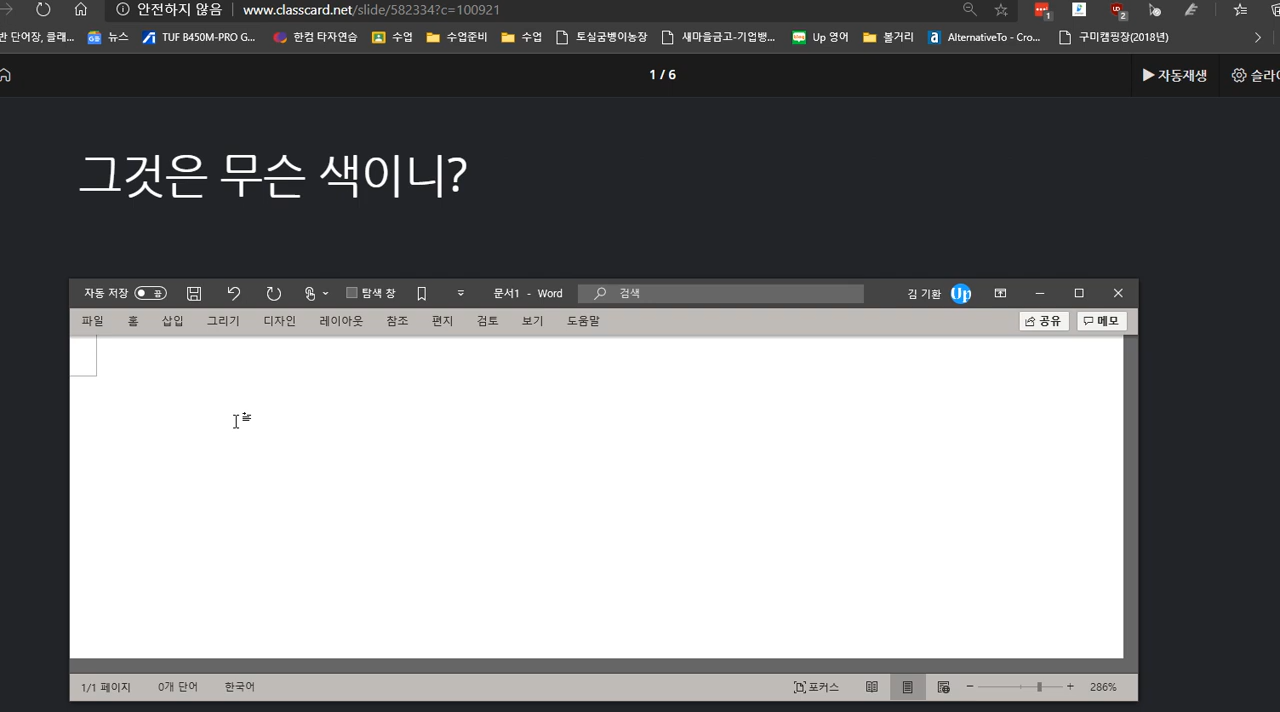 안전하지 않음 www.classcard.net/slide/582334?c=100921
1 2
반 단어장, 클래... 뉴스 TUF B450M-PRO G... 한컴 타자연습 수업 수업준비 수업 토실굼벵이농장 새마을금고-기업뱅... Up 영어 볼거리 AlternativeTo - Cro... 구미캠핑장(2018년)
1 / 6 자동재생 슬라이
그것은 무슨 색이니?
자동 저장 끔 탐색 창 문서1 - Word 검색 김 기환 Up
파일 홈 삽입 그리기 디자인 레이아웃 참조 편지 검토 보기 도움말 공유 메모
1/1 페이지 0개 단어 한국어 포커스 286%